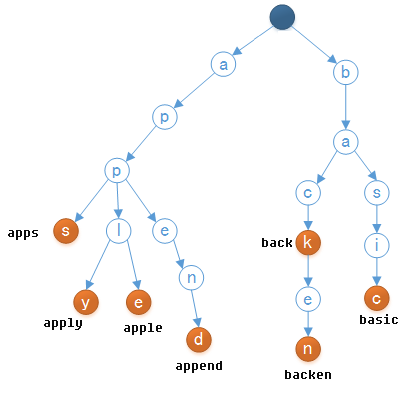 a b
p a
p c s
apps s l e back k i
y e n e c
apply apple d n basic
append backen